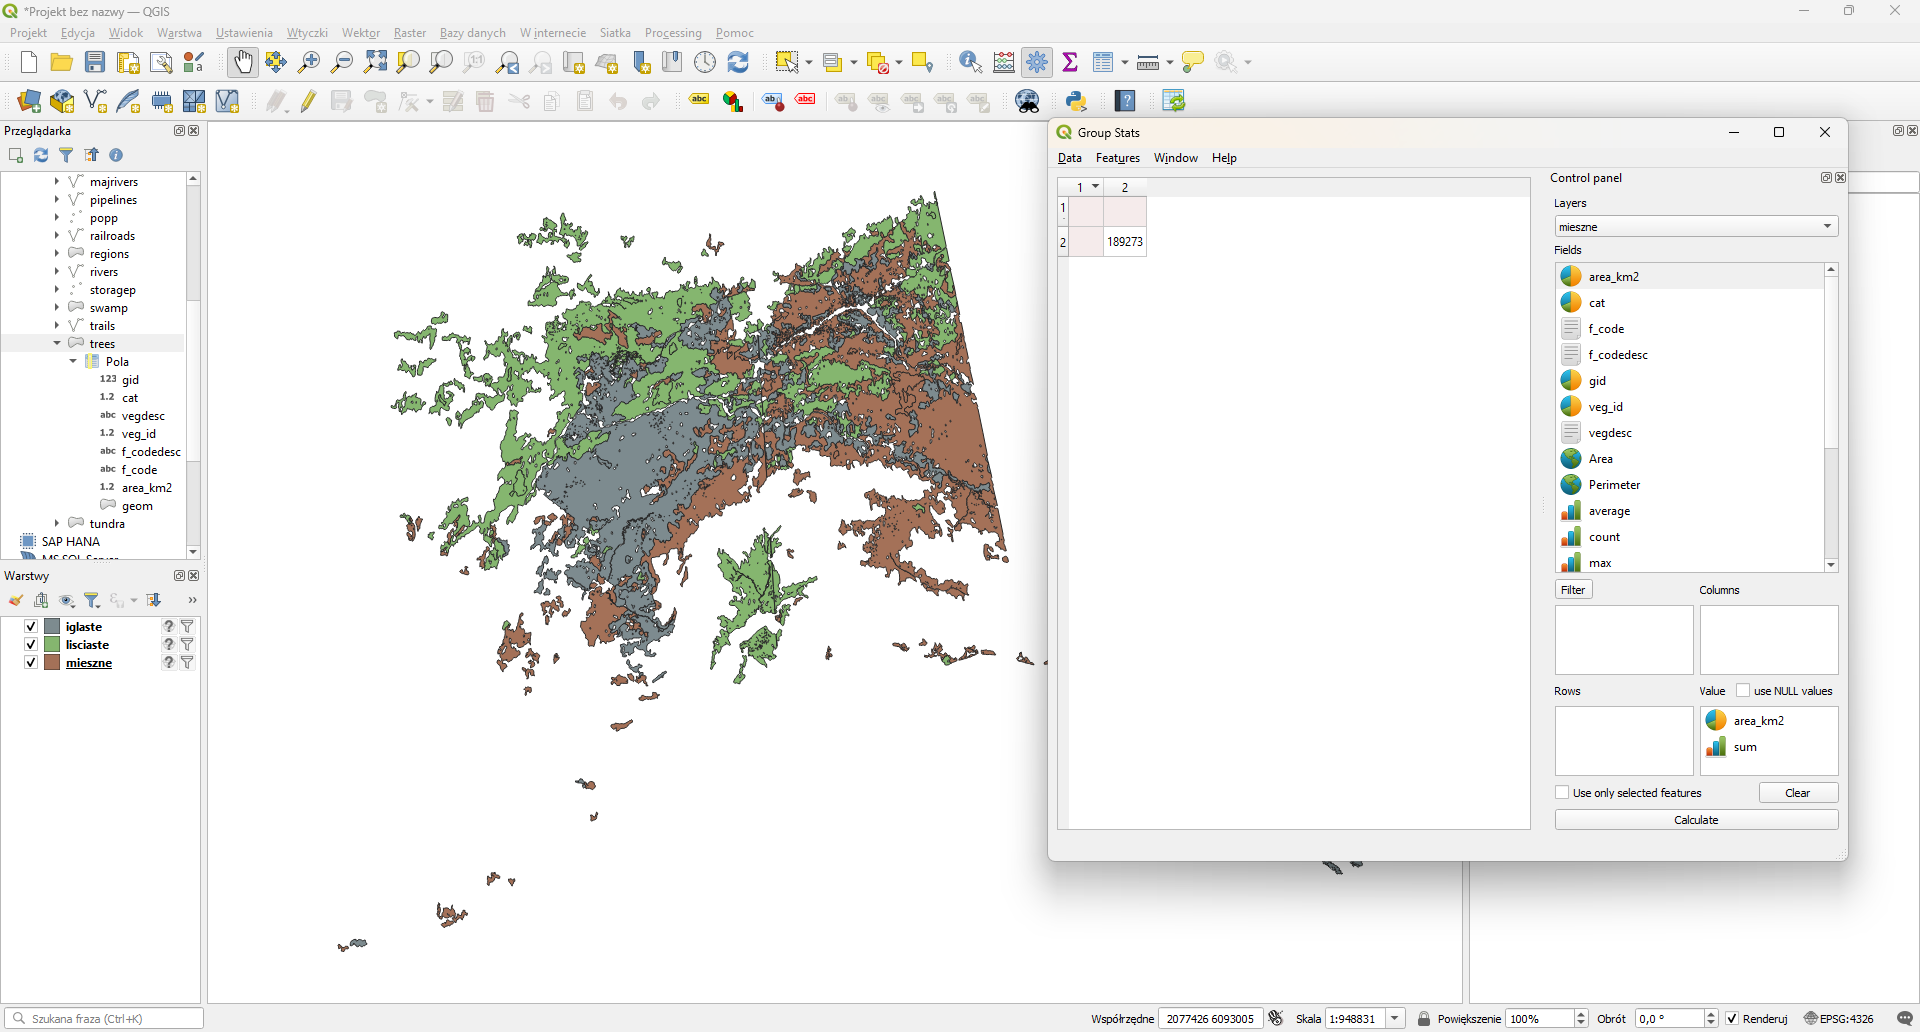 *Projekt bez nazwy — QGIS
Projekt Edycja Widok Warstwa Ustawienia Wtyczki Wektor Raster Bazy danych W internecie Siatka Processing Pomoc
Przeglądarka
majrivers
pipelines
popp
railroads
regions
rivers
storagep
swamp
trails
trees
Pola
123 gid
1.2 cat
abc vegdesc
1.2 veg_id
abc f_codedesc
abc f_code
1.2 area_km2
geom
tundra
SAP HANA
MS SQL Server
Warstwy
iglaste
lisciaste
mieszne
Szukana fraza (Ctrl+K)
Group Stats
Data Features Window Help
1 2
1
2 189273
Control panel
Layers
mieszne
Fields
area_km2
cat
f_code
f_codedesc
gid
veg_id
vegdesc
Area
Perimeter
average
count
max
Filter Columns
Rows Value use NULL values
area_km2
sum
Use only selected features Clear
Calculate
Współrzędne 2077426 6093005 Skala 1:948831 Powiększenie 100% Obrót 0,0 ° Renderuj EPSG:4326